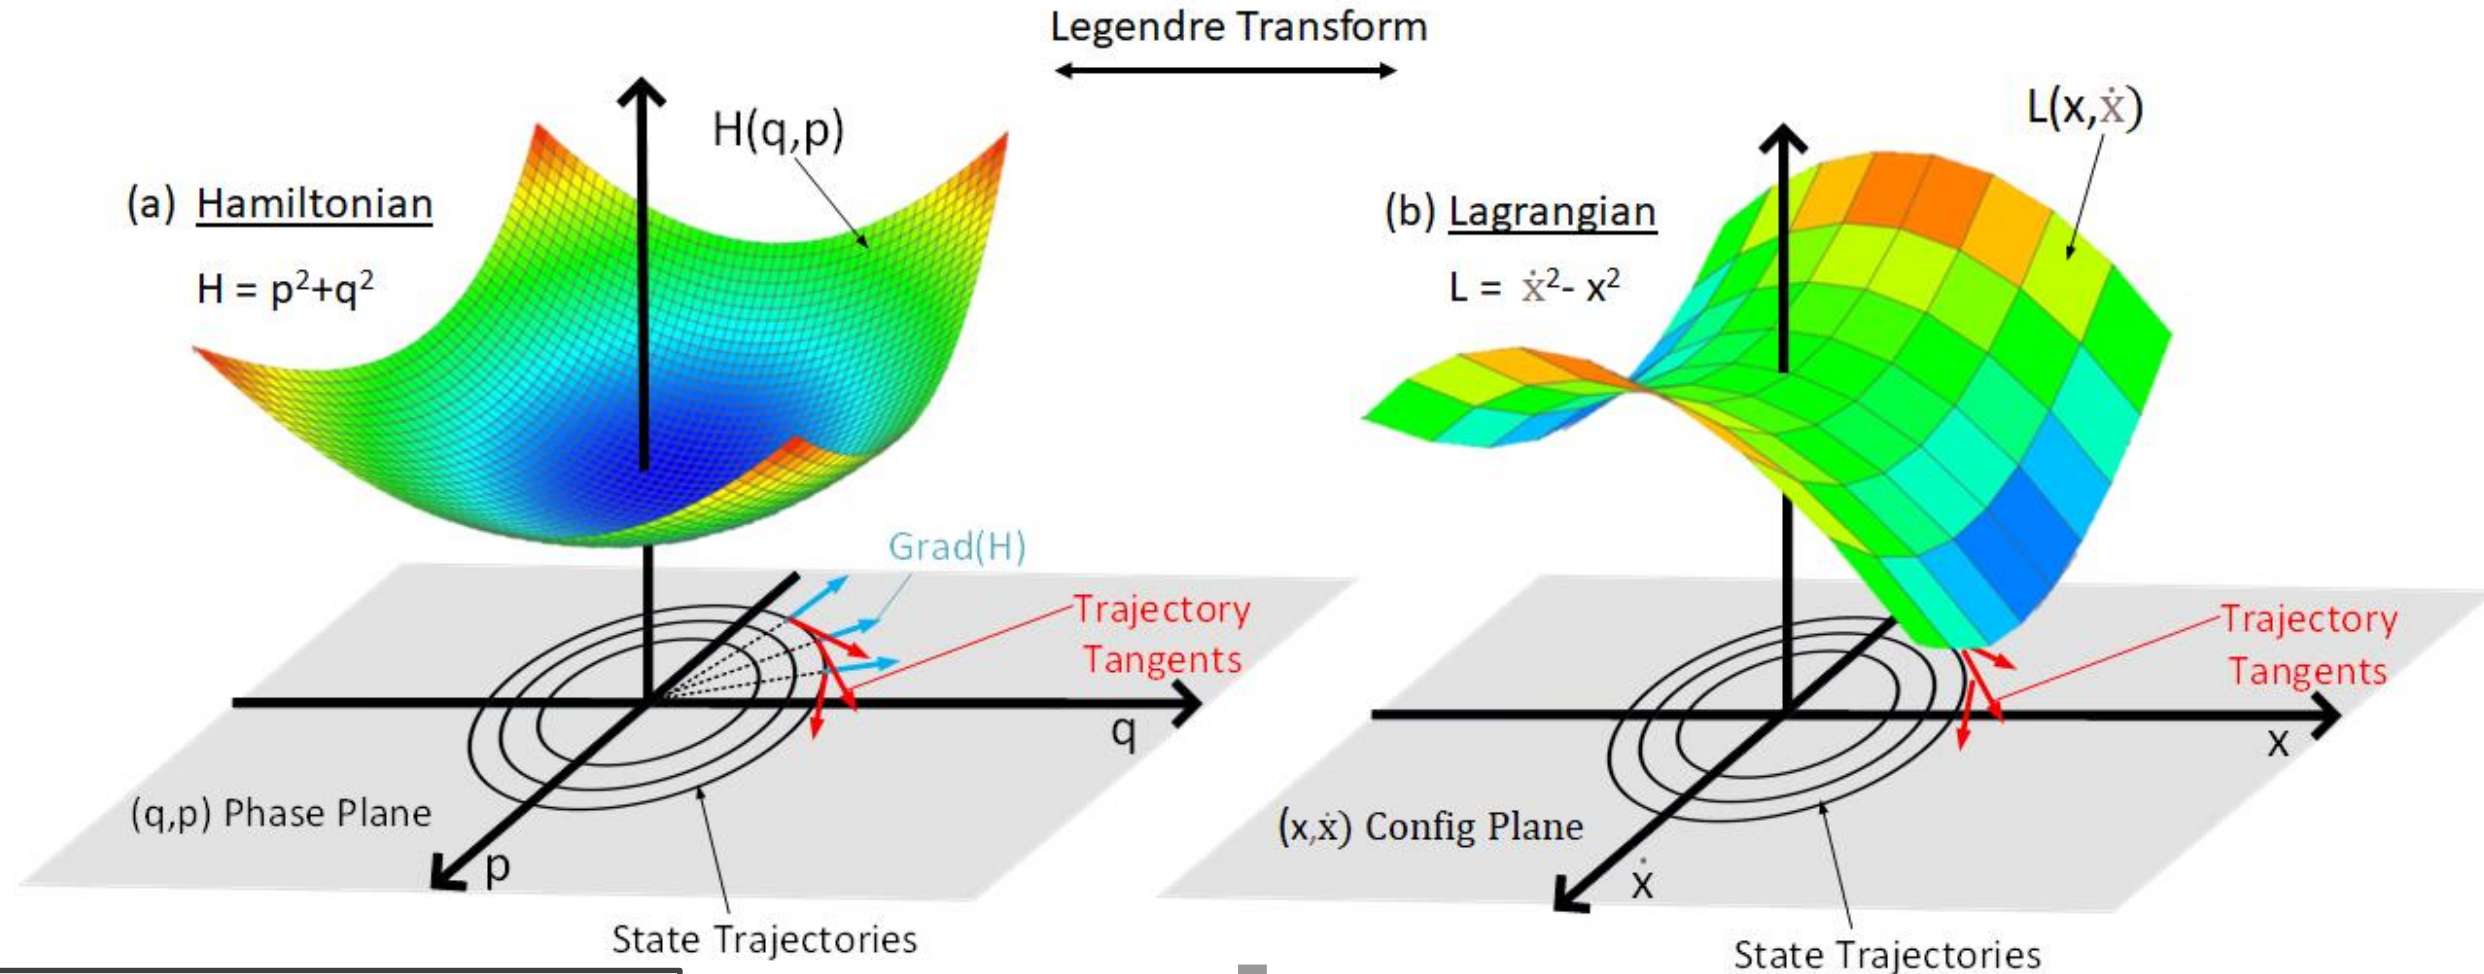 Legendre Transform
H(q,p)
(a) Hamiltonian
H = p²+q²
Grad(H)
Trajectory
Tangents
q
(q,p) Phase Plane
p
State Trajectories
L(x,ẋ)
(b) Lagrangian
L = ẋ²- x²
Trajectory
Tangents
x
(x,ẋ) Config Plane
ẋ
State Trajectories